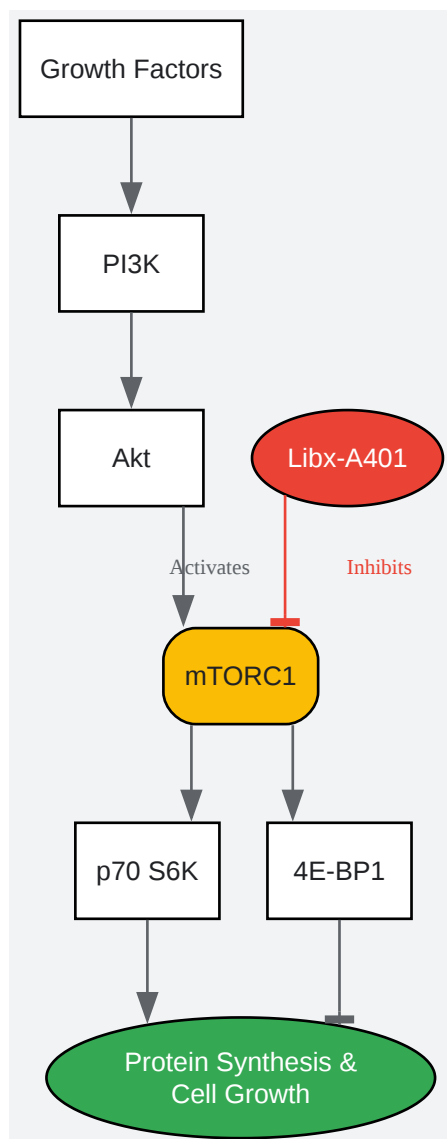 Growth Factors
PI3K
Akt
Libx-A401
Activates
Inhibits
mTORC1
p70 S6K
4E-BP1
Protein Synthesis &
Cell Growth